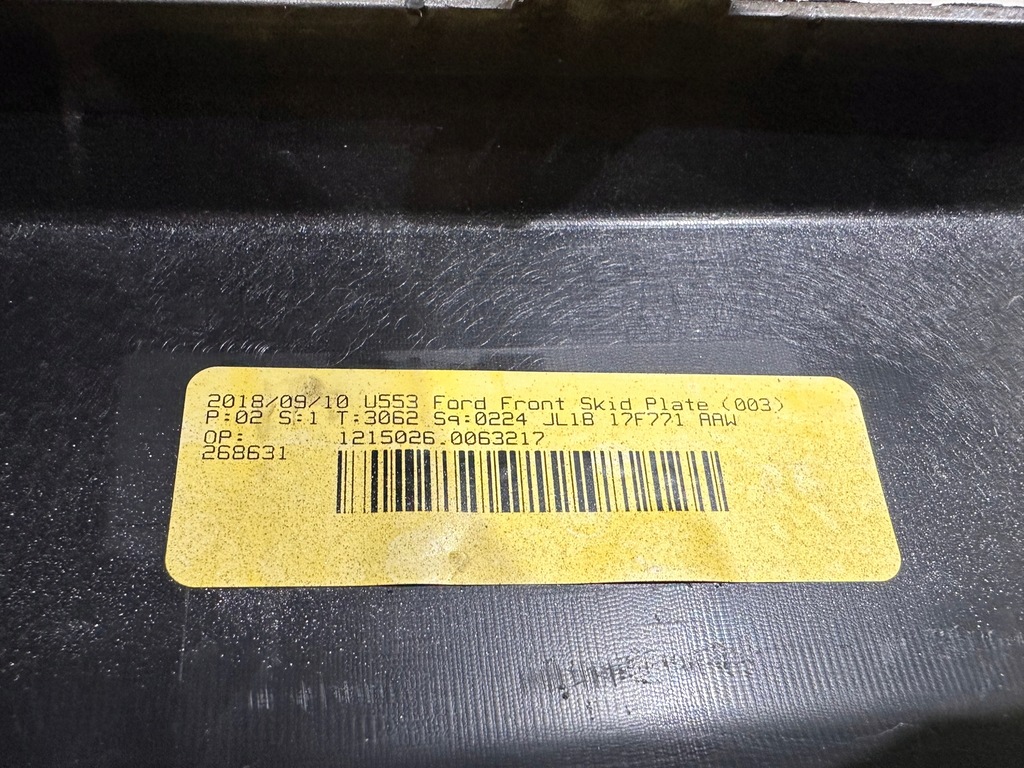 2018/09/10 U553 Ford Front Skid Plate (003)
P:02 S:1 T:3062 Sq:0224 JL1B 17F771 AAW
OP: 1215026.0063217
268631